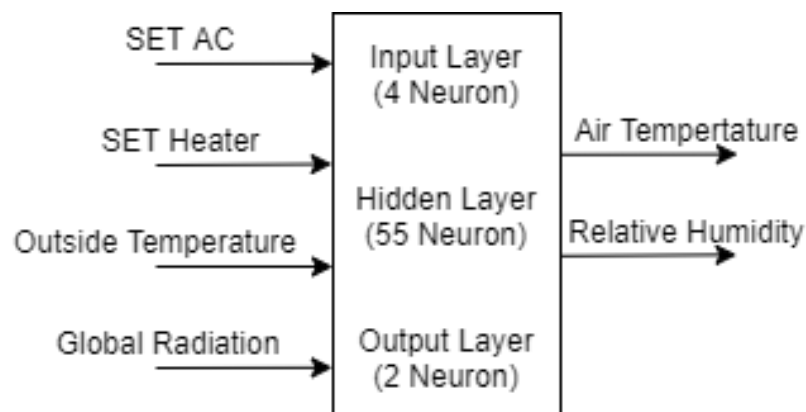 SET AC
SET Heater
Outside Temperature
Global Radiation
Input Layer
(4 Neuron)
Hidden Layer
(55 Neuron)
Output Layer
(2 Neuron)
Air Tempertature
Relative Humidity